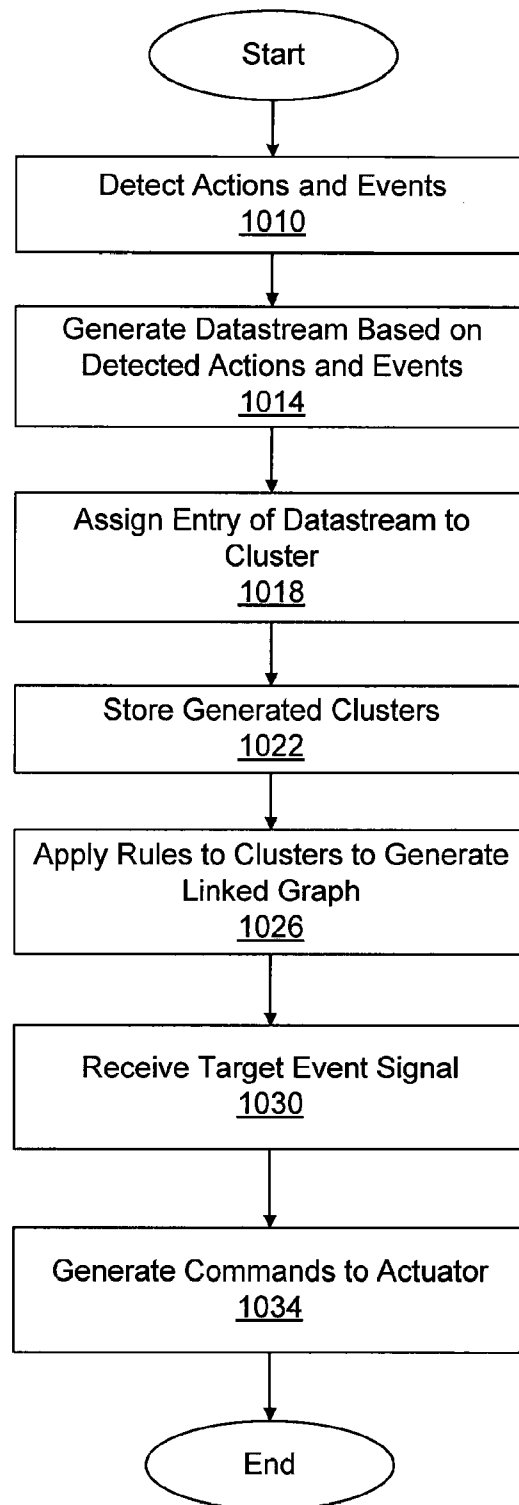 Start
Detect Actions and Events
1010
Generate Datastream Based on
Detected Actions and Events
1014
Assign Entry of Datastream to
Cluster
1018
Store Generated Clusters
1022
Apply Rules to Clusters to Generate
Linked Graph
1026
Receive Target Event Signal
1030
Generate Commands to Actuator
1034
End